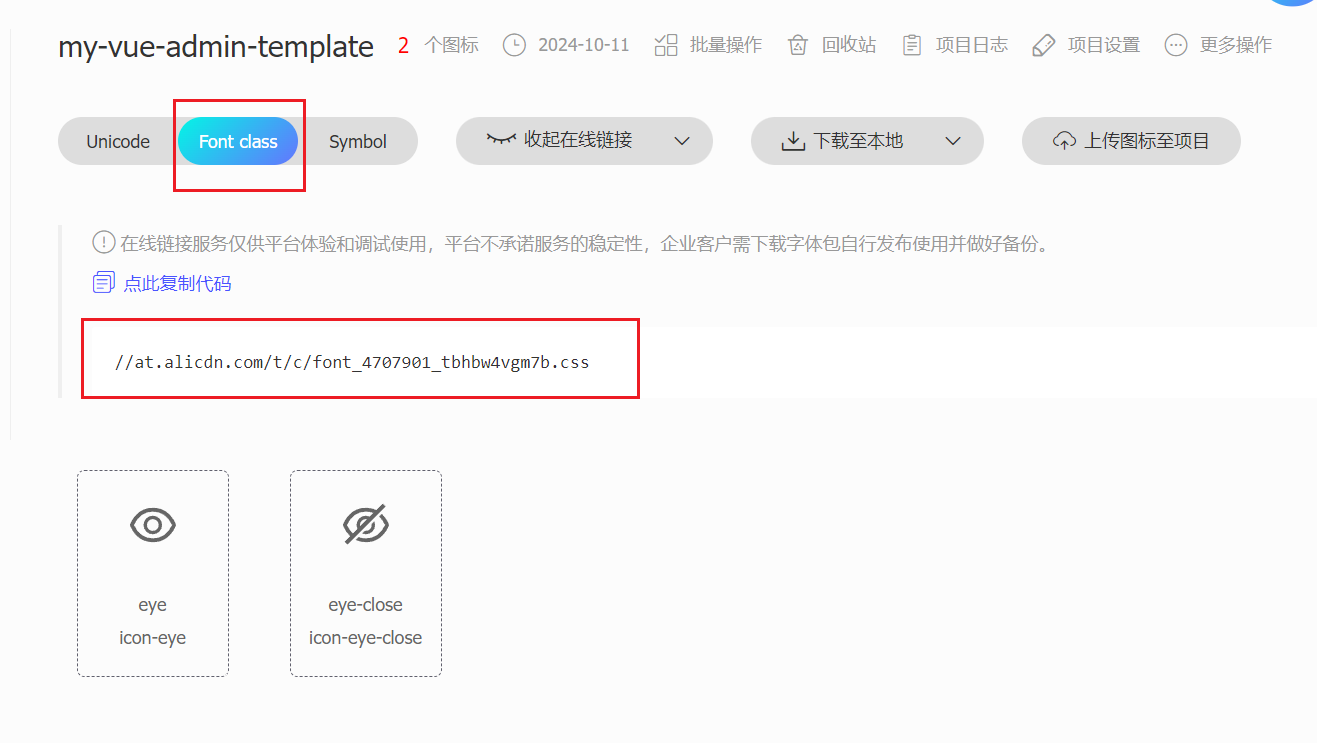 my-vue-admin-template 2 个图标 2024-10-11 批量操作 回收站 项目日志 项目设置 更多操作
Unicode Font class Symbol 收起在线链接 下载至本地 上传图标至项目
在线链接服务仅供平台体验和调试使用，平台不承诺服务的稳定性，企业客户需下载字体包自行发布使用并做好备份。
点此复制代码
//at.alicdn.com/t/c/font_4707901_tbhbw4vgm7b.css
eye eye-close
icon-eye icon-eye-close